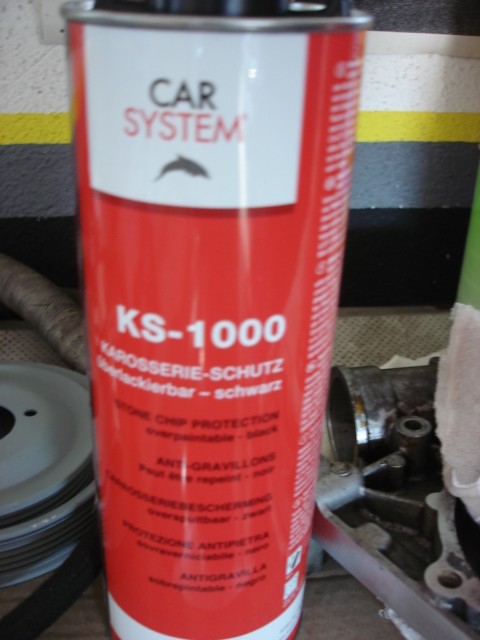 CAR
SYSTEM
KS-1000
KAROSSERIE-SCHUTZ
überlackierbar – schwarz
STONE CHIP PROTECTION
overpaintable - black
ANTI-GRAVILLONS
Peut être repeint - noir
CARROSSERIEBESCHERMING
overspuitbaar - zwart
PROTEZIONE ANTIPIETRA
sovraverniciabile - nero
ANTIGRAVILLA
sobrepintable - negro